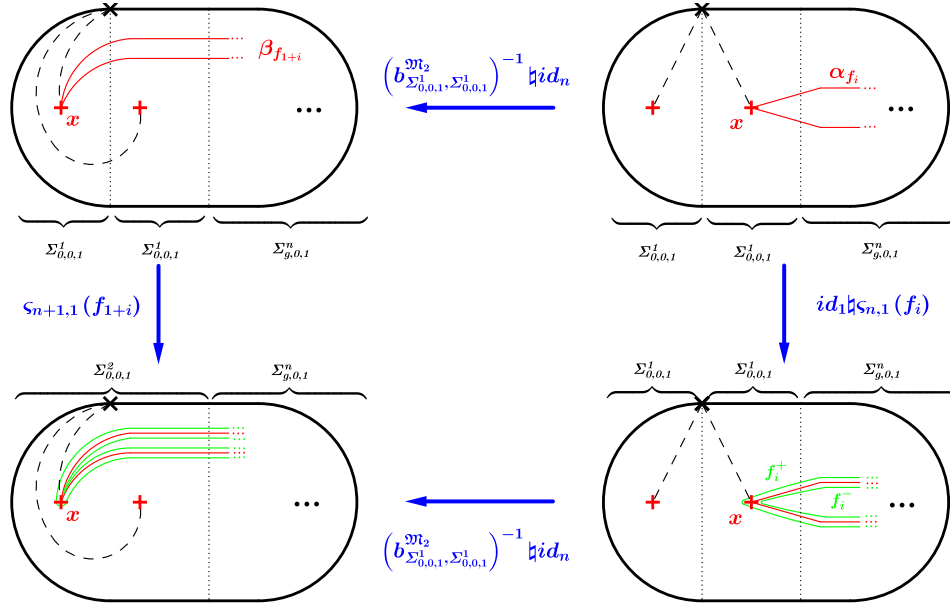 β_{f_{1+i}}
x
···
(b^{𝔐_2}_{Σ^1_{0,0,1},Σ^1_{0,0,1}})^{-1} ♮id_n
α_{f_i}
x
···
Σ^1_{0,0,1} Σ^1_{0,0,1} Σ^n_{g,0,1}
Σ^1_{0,0,1} Σ^1_{0,0,1} Σ^n_{g,0,1}
ς_{n+1,1} (f_{1+i})
id_1♮ς_{n,1} (f_i)
Σ^2_{0,0,1} Σ^n_{g,0,1}
Σ^1_{0,0,1} Σ^1_{0,0,1} Σ^n_{g,0,1}
x
···
f_i^+
f_i^-
x
···
(b^{𝔐_2}_{Σ^1_{0,0,1},Σ^1_{0,0,1}})^{-1} ♮id_n